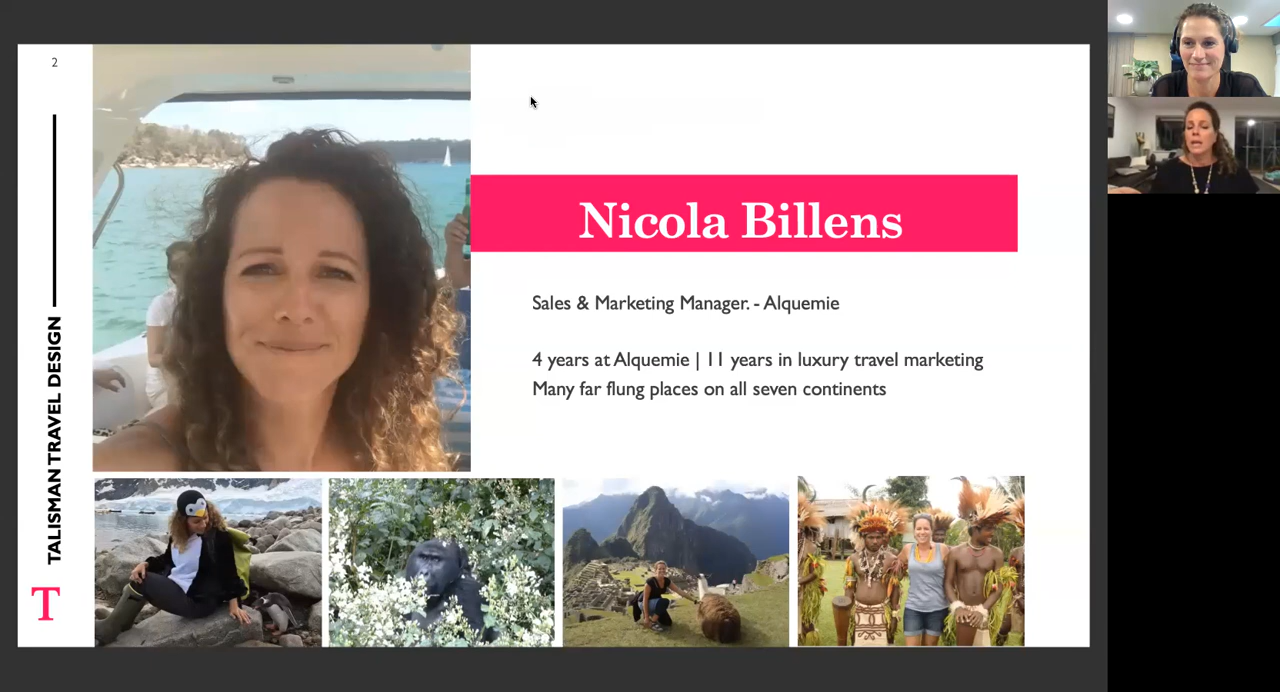 2
TALISMAN TRAVEL DESIGN
T
Nicola Billens
Sales & Marketing Manager. - Alquemie
4 years at Alquemie | 11 years in luxury travel marketing
Many far flung places on all seven continents